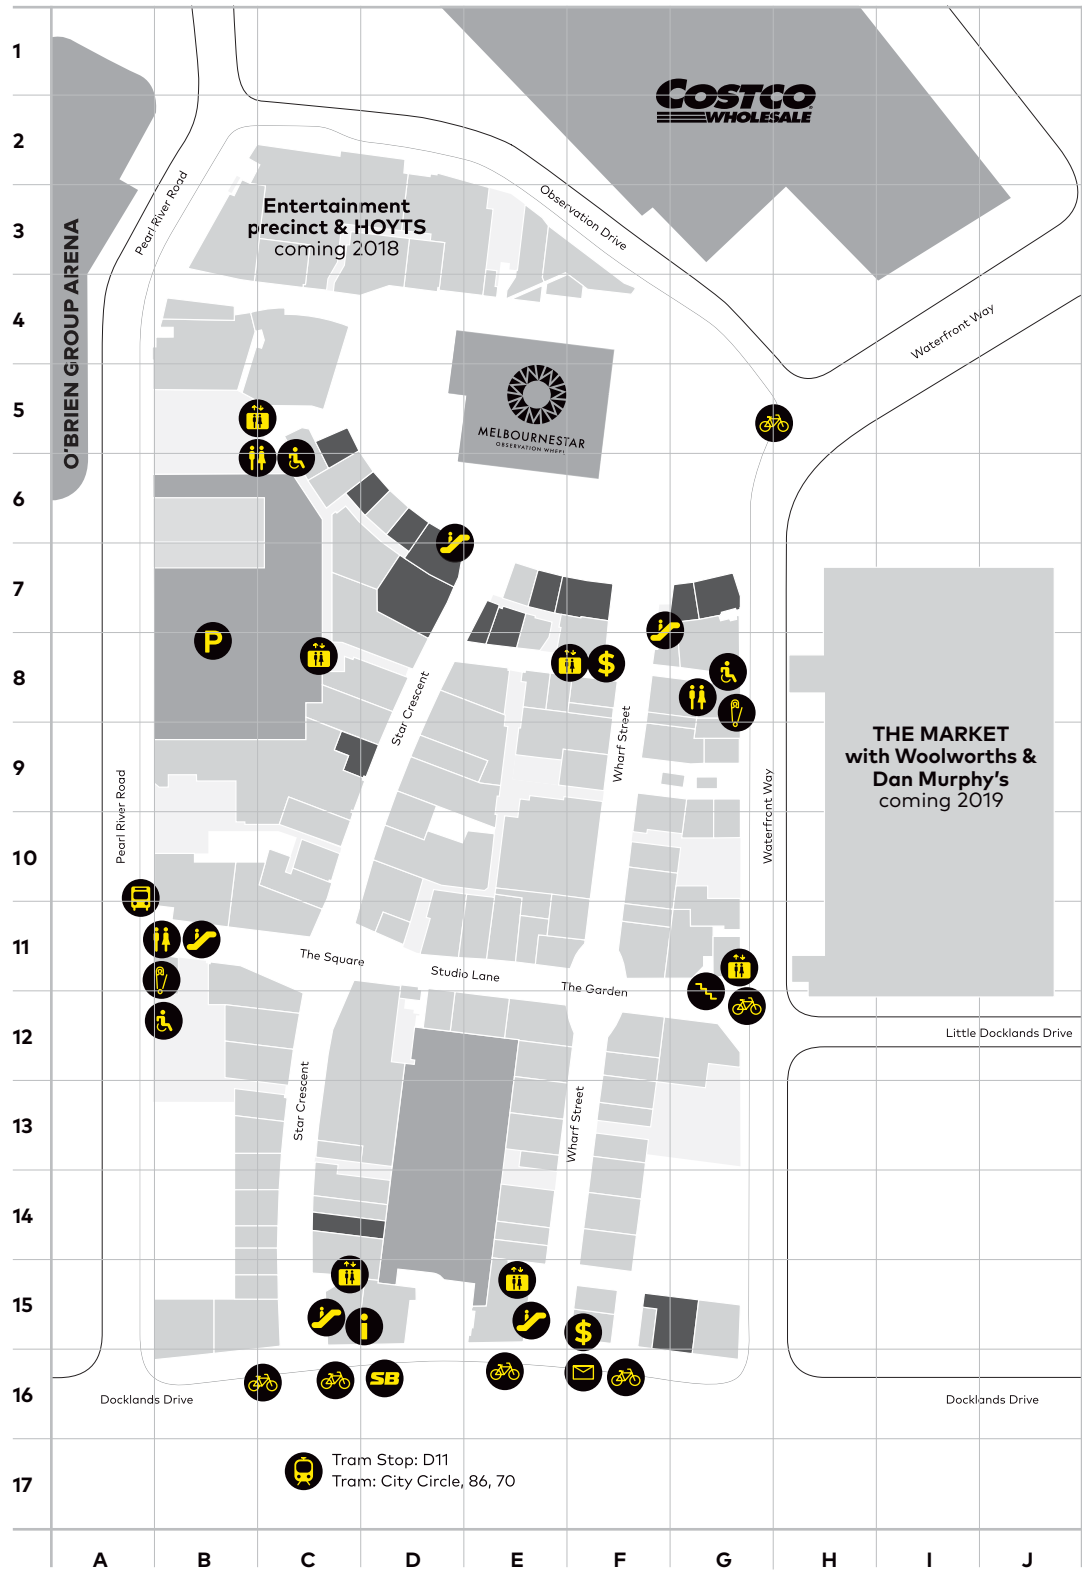 1
2
3
4
5
6
7
8
9
10
11
12
13
14
15
16
17
COSTCO
WHOLESALE
Pearl River Road
Observation Drive
Entertainment
precinct & HOYTS
coming 2018
O'BRIEN GROUP ARENA
Waterfront Way
MELBOURNESTAR
OBSERVATION WHEEL
P
$
Star Crescent
Wharf Street
THE MARKET
with Woolworths &
Dan Murphy's
coming 2019
Pearl River Road
Waterfront Way
The Square
Studio Lane
The Garden
Little Docklands Drive
Star Crescent
Wharf Street
i
$
SB
Docklands Drive
Docklands Drive
Tram Stop: D11
Tram: City Circle, 86, 70
A B C D E F G H I J